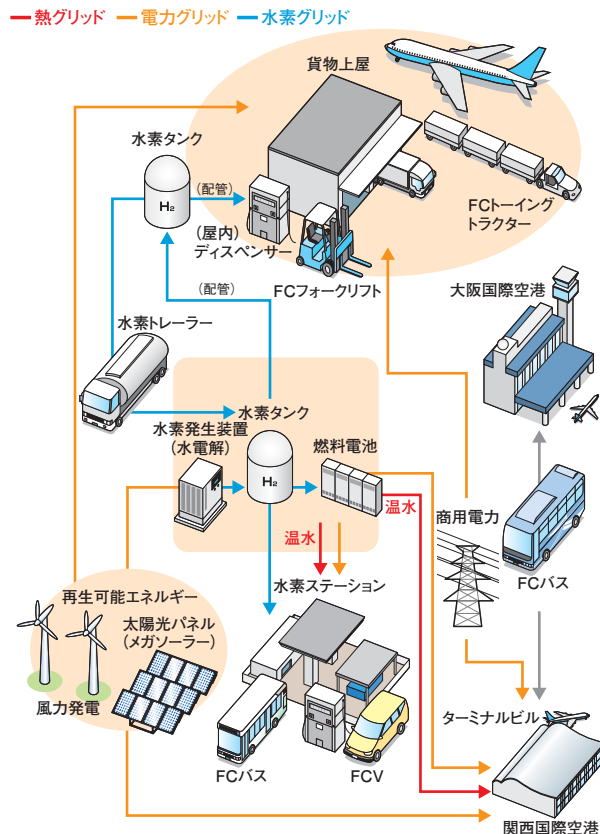 熱グリッド 電力グリッド 水素グリッド
貨物上屋
水素タンク
H2
(配管)
FCトーイング
トラクター
(屋内)
ディスペンサー
FCフォークリフト
(配管)
大阪国際空港
水素トレーラー
水素タンク
水素発生装置
(水電解)
H2
燃料電池
温水
温水
商用電力
FCバス
水素ステーション
再生可能エネルギー
太陽光パネル
(メガソーラー)
風力発電
FCバス
FCV
ターミナルビル
関西国際空港